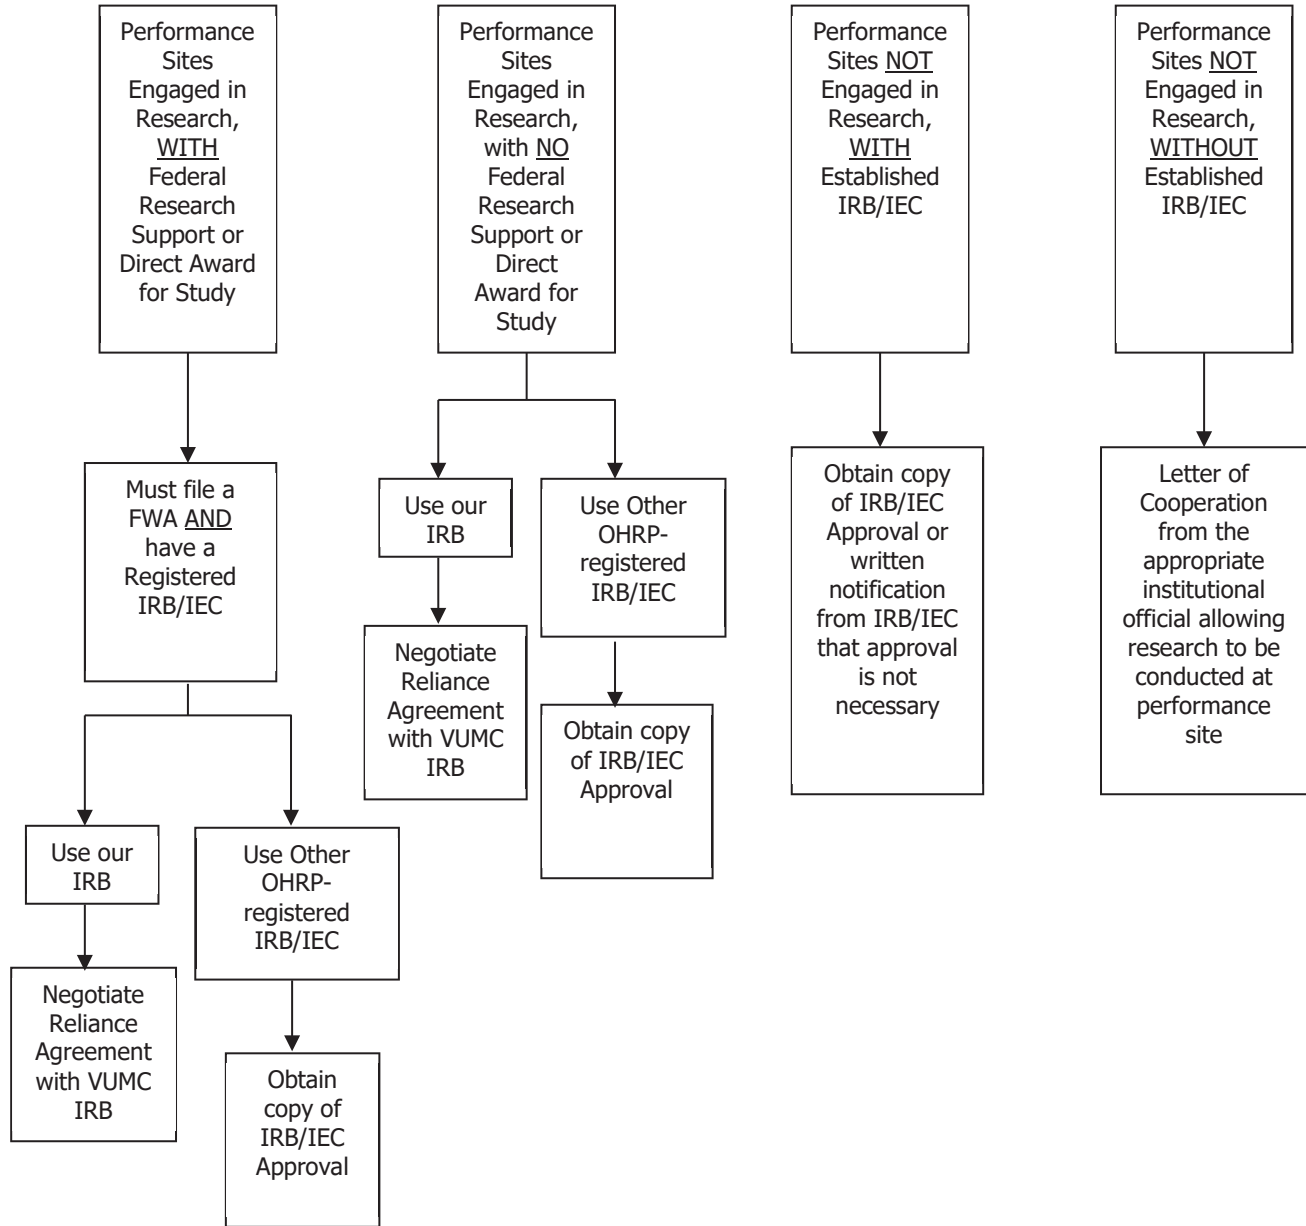 Performance
Sites
Engaged in
Research,
WITH
Federal
Research
Support or
Direct Award
for Study
Performance
Sites
Engaged in
Research,
with NO
Federal
Research
Support or
Direct
Award for
Study
Performance
Sites NOT
Engaged in
Research,
WITH
Established
IRB/IEC
Performance
Sites NOT
Engaged in
Research,
WITHOUT
Established
IRB/IEC
Must file a
FWA AND
have a
Registered
IRB/IEC
Use our
IRB
Use Other
OHRP-
registered
IRB/IEC
Obtain copy
of IRB/IEC
Approval or
written
notification
from IRB/IEC
that approval
is not
necessary
Letter of
Cooperation
from the
appropriate
institutional
official allowing
research to be
conducted at
performance
site
Negotiate
Reliance
Agreement
with VUMC
IRB
Obtain copy
of IRB/IEC
Approval
Use our
IRB
Use Other
OHRP-
registered
IRB/IEC
Negotiate
Reliance
Agreement
with VUMC
IRB
Obtain
copy of
IRB/IEC
Approval